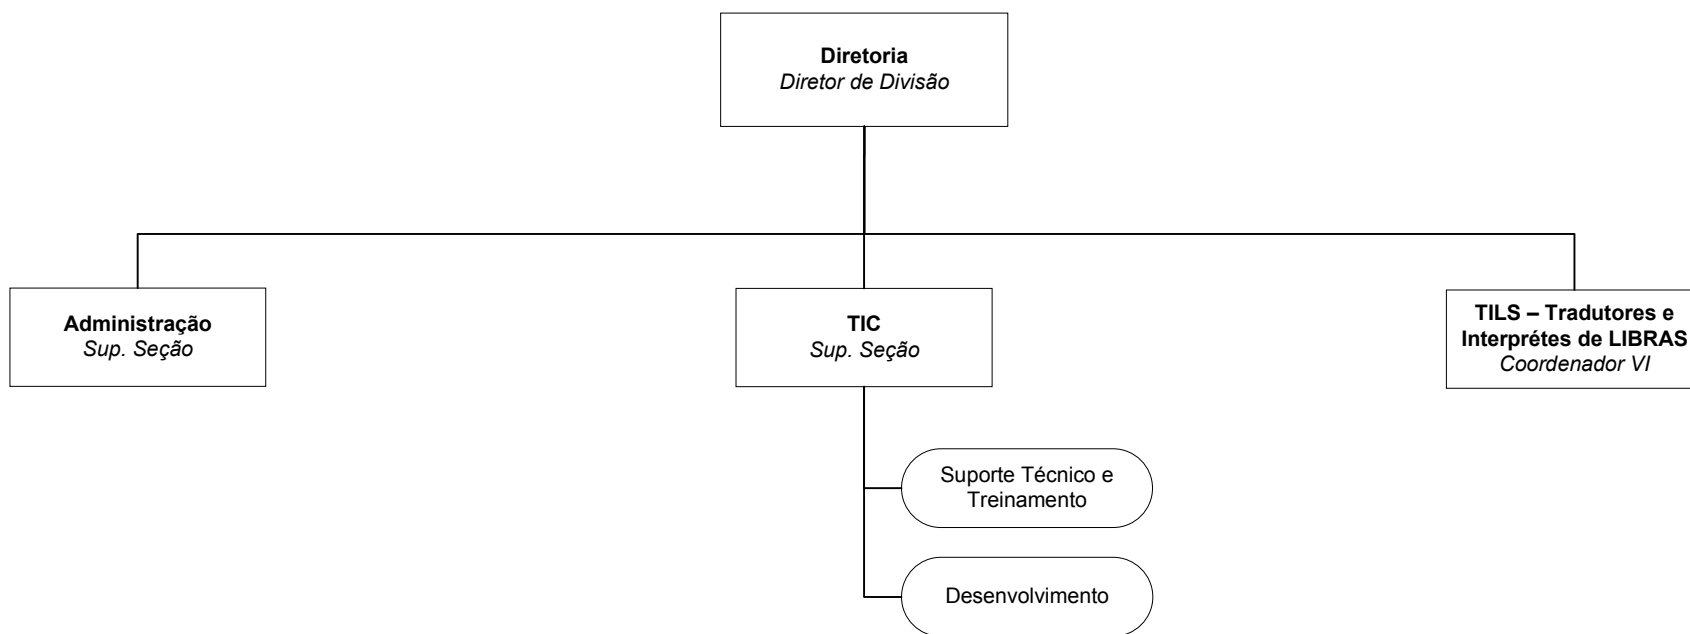 Diretoria
Diretor de Divisão
Administração
Sup. Seção
TIC
Sup. Seção
TILS – Tradutores e
Interprétes de LIBRAS
Coordenador VI
Suporte Técnico e
Treinamento
Desenvolvimento